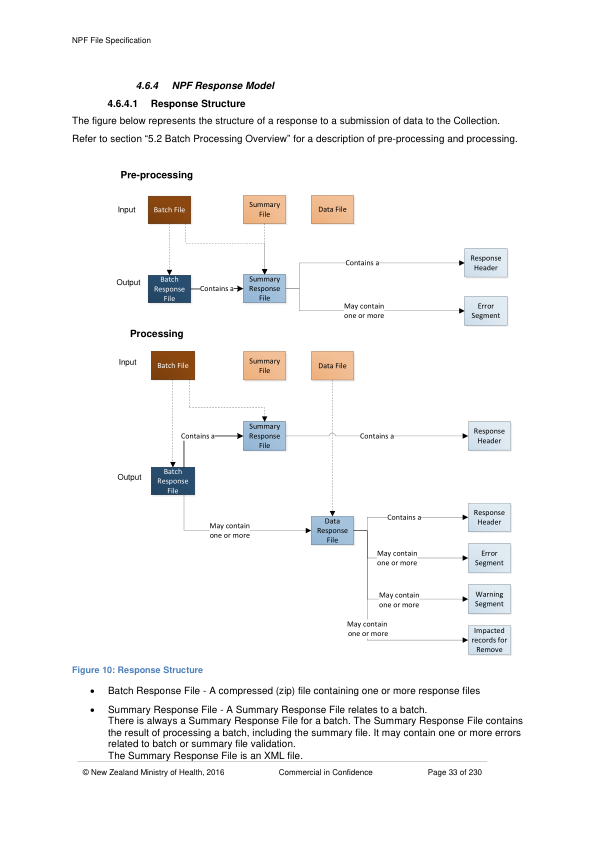 NPF File Specification
4.6.4 NPF Response Model
4.6.4.1 Response Structure
The figure below represents the structure of a response to a submission of data to the Collection.
Refer to section “5.2 Batch Processing Overview” for a description of pre-processing and processing.
Pre-processing
Input
Batch File
Summary
File
Data File
Output
Batch
Response
File
Contains a
Summary
Response
File
Contains a
Response
Header
May contain
one or more
Error
Segment
Processing
Input
Batch File
Summary
File
Data File
Contains a
Summary
Response
File
Contains a
Response
Header
Output
Batch
Response
File
May contain
one or more
Data
Response
File
Contains a
Response
Header
May contain
one or more
Error
Segment
May contain
one or more
Warning
Segment
May contain
one or more
Impacted
records for
Remove
Figure 10: Response Structure
• Batch Response File - A compressed (zip) file containing one or more response files
• Summary Response File - A Summary Response File relates to a batch.
There is always a Summary Response File for a batch. The Summary Response File contains
the result of processing a batch, including the summary file. It may contain one or more errors
related to batch or summary file validation.
The Summary Response File is an XML file.
© New Zealand Ministry of Health, 2016 Commercial in Confidence Page 33 of 230